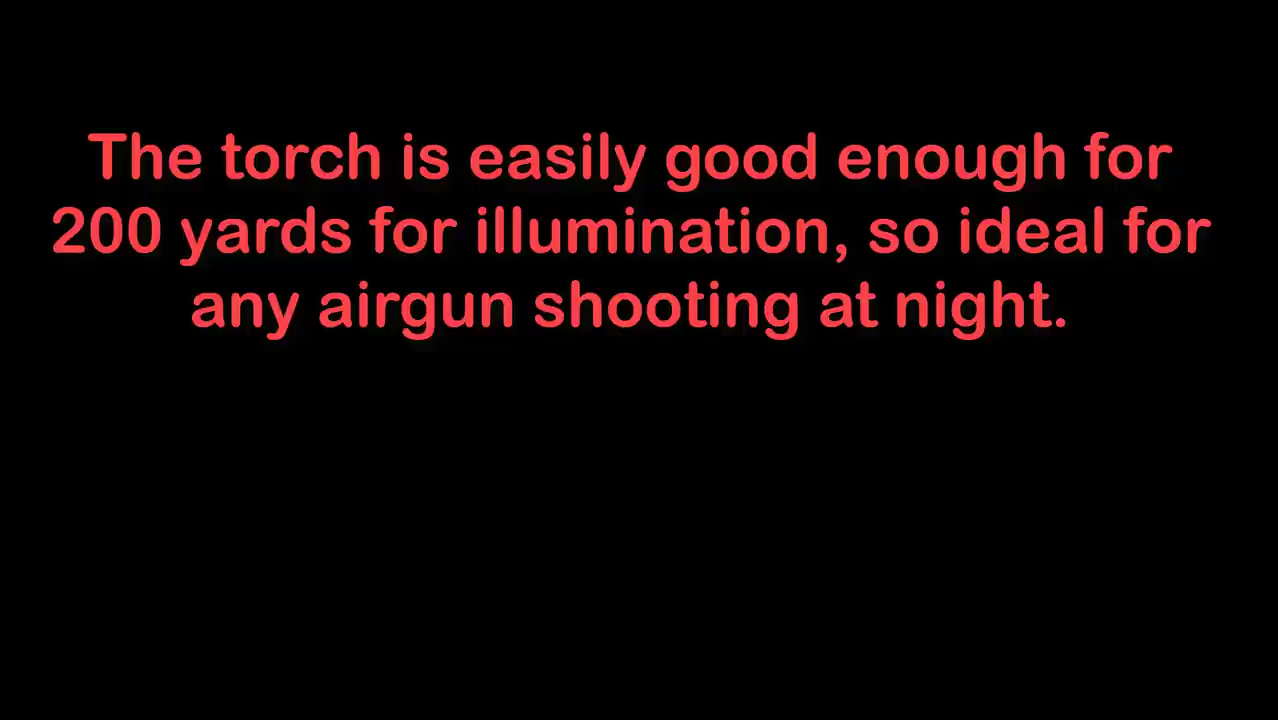 The torch is easily good enough for
200 yards for illumination, so ideal for
any airgun shooting at night.